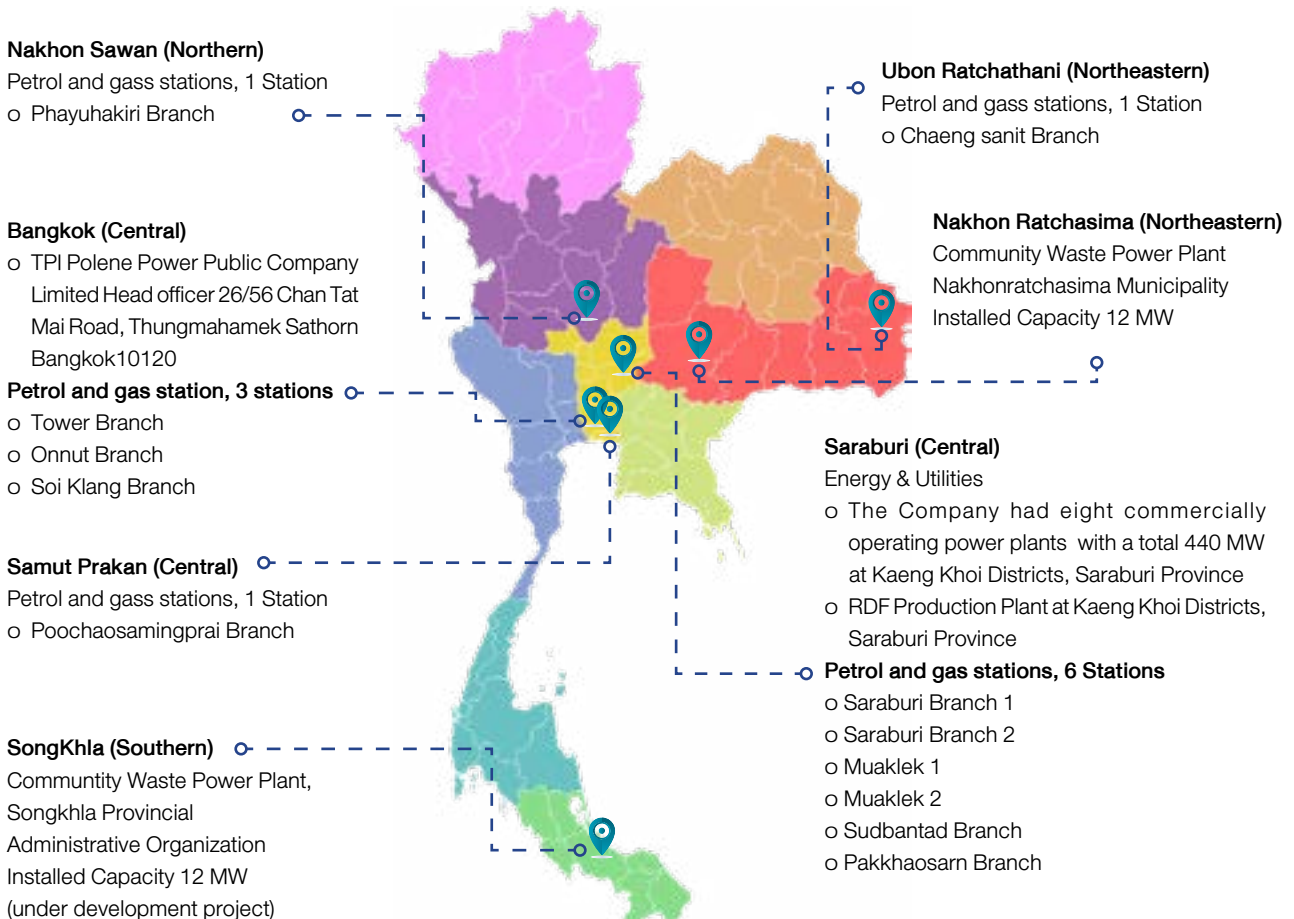 Nakhon Sawan (Northern)
Petrol and gass stations, 1 Station
o Phayuhakiri Branch
Bangkok (Central)
o TPI Polene Power Public Company
Limited Head officer 26/56 Chan Tat
Mai Road, Thungmahamek Sathorn
Bangkok10120
Petrol and gas station, 3 stations
o Tower Branch
o Onnut Branch
o Soi Klang Branch
Samut Prakan (Central)
Petrol and gass stations, 1 Station
o Poochaosamingprai Branch
SongKhla (Southern)
Communtity Waste Power Plant,
Songkhla Provincial
Administrative Organization
Installed Capacity 12 MW
(under development project)
Ubon Ratchathani (Northeastern)
Petrol and gass stations, 1 Station
o Chaeng sanit Branch
Nakhon Ratchasima (Northeastern)
Community Waste Power Plant
Nakhonratchasima Municipality
Installed Capacity 12 MW
Saraburi (Central)
Energy & Utilities
o The Company had eight commercially
operating power plants with a total 440 MW
at Kaeng Khoi Districts, Saraburi Province
o RDF Production Plant at Kaeng Khoi Districts,
Saraburi Province
Petrol and gas stations, 6 Stations
o Saraburi Branch 1
o Saraburi Branch 2
o Muaklek 1
o Muaklek 2
o Sudbantad Branch
o Pakkhaosarn Branch